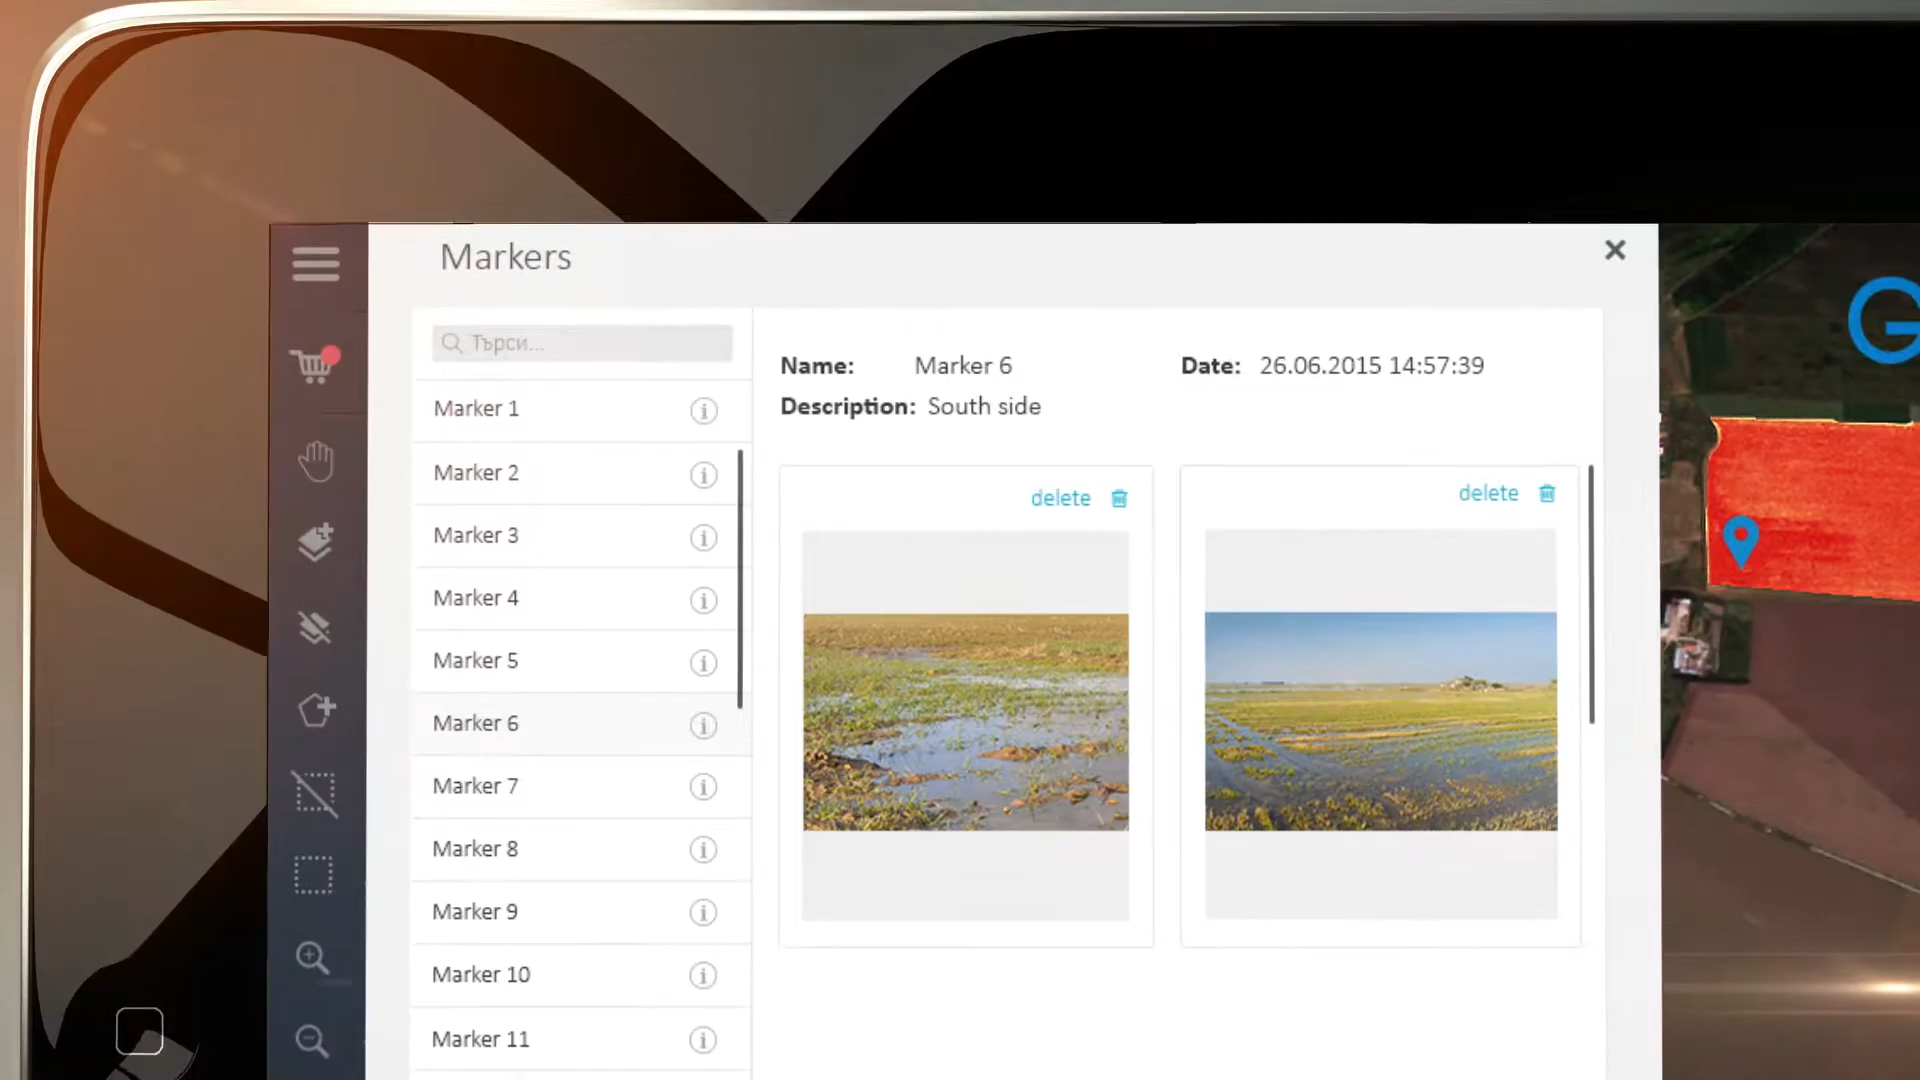 Markers
Търси...
Name: Marker 6 Date: 26.06.2015 14:57:39
Description: South side
Marker 1
Marker 2
Marker 3
Marker 4
Marker 5
Marker 6
Marker 7
Marker 8
Marker 9
Marker 10
Marker 11
delete
delete
G